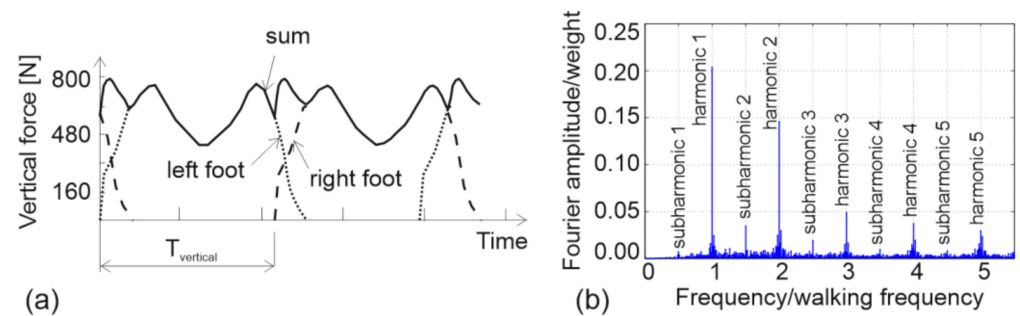 Vertical force [N]
800
480
160
sum
left foot
right foot
Time
Tvertical
(a)
Fourier amplitude/weight
0.25
0.20
0.15
0.10
0.05
0.00
subharmonic 1
harmonic 1
subharmonic 2
harmonic 2
subharmonic 3
harmonic 3
subharmonic 4
harmonic 4
subharmonic 5
harmonic 5
0 1 2 3 4 5
Frequency/walking frequency
(b)